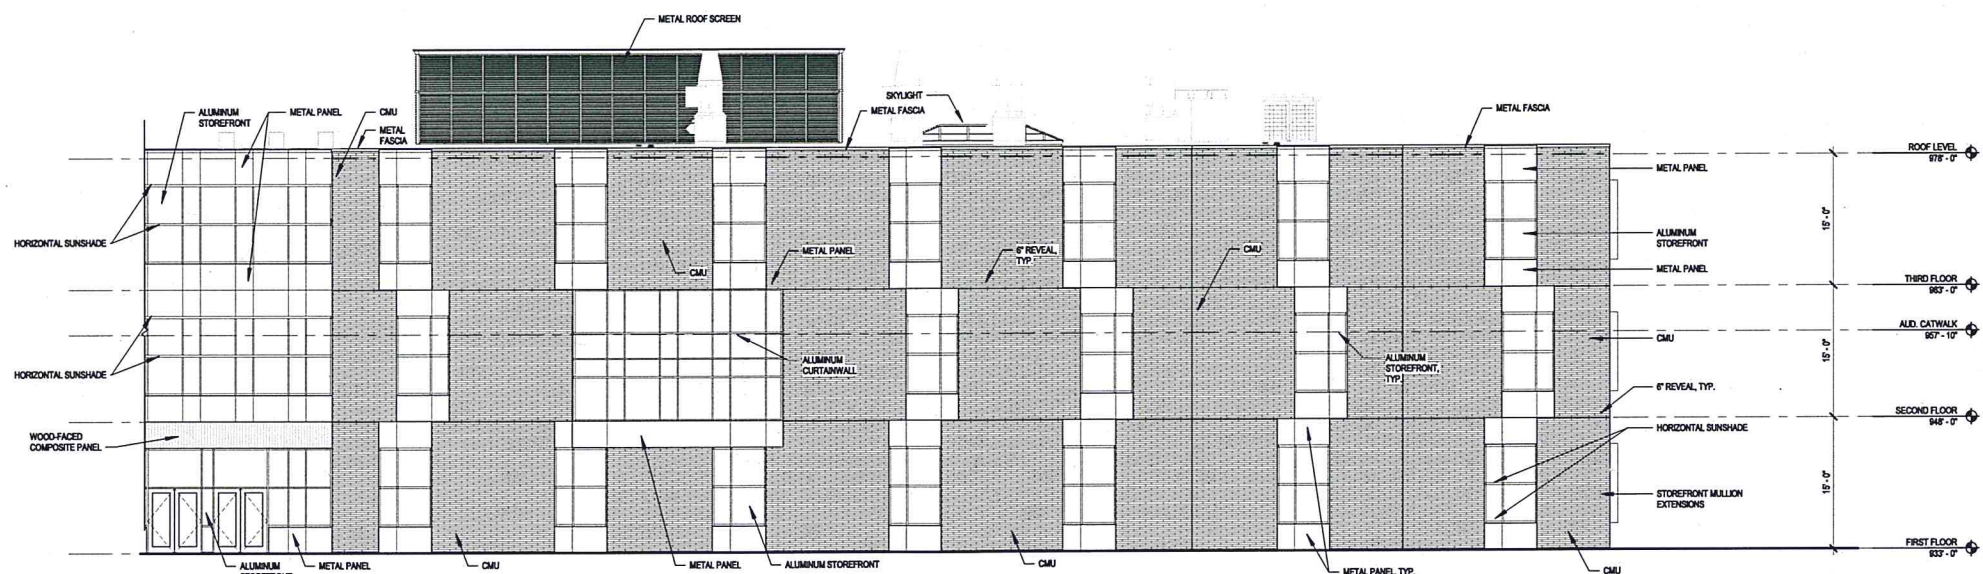 METAL ROOF SCREEN
ALUMINUM
STOREFRONT
METAL PANEL
CMU
METAL
FASCIA
SKYLIGHT
METAL FASCIA
METAL FASCIA
ROOF LEVEL
978' - 0"
METAL PANEL
HORIZONTAL SUNSHADE
CMU
METAL PANEL
6" REVEAL,
TYP.
CMU
15' - 0"
ALUMINUM
STOREFRONT
METAL PANEL
THIRD FLOOR
963' - 0"
AUD. CATWALK
957' - 10"
CMU
HORIZONTAL SUNSHADE
ALUMINUM
CURTAINWALL
ALUMINUM
STOREFRONT,
TYP.
15' - 0"
6" REVEAL, TYP.
SECOND FLOOR
948' - 0"
WOOD-FACED
COMPOSITE PANEL
HORIZONTAL SUNSHADE
15' - 0"
STOREFRONT MULLION
EXTENSIONS
FIRST FLOOR
933' - 0"
ALUMINUM
METAL PANEL
CMU
METAL PANEL
ALUMINUM STOREFRONT
CMU
METAL PANEL, TYP.
CMU